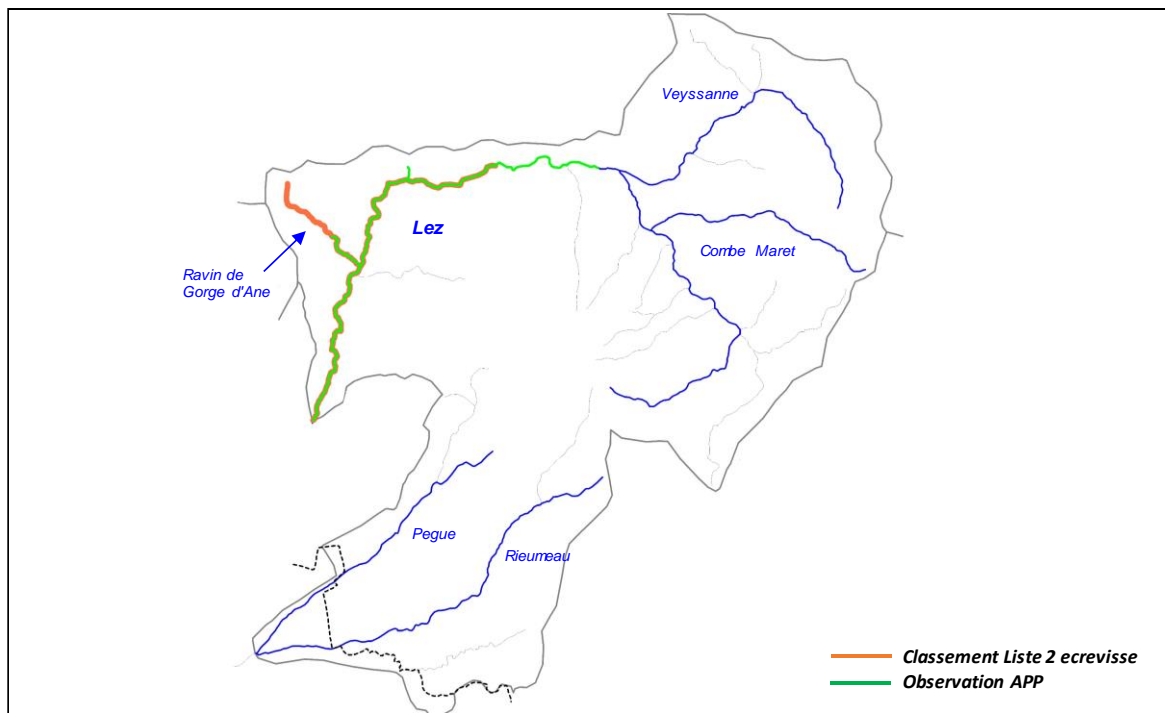 Veyssanne
Lez
Combe Maret
Ravin de
Gorge d'Ane
Pegue
Rieumeau
Classement Liste 2 ecrevisse
Observation APP